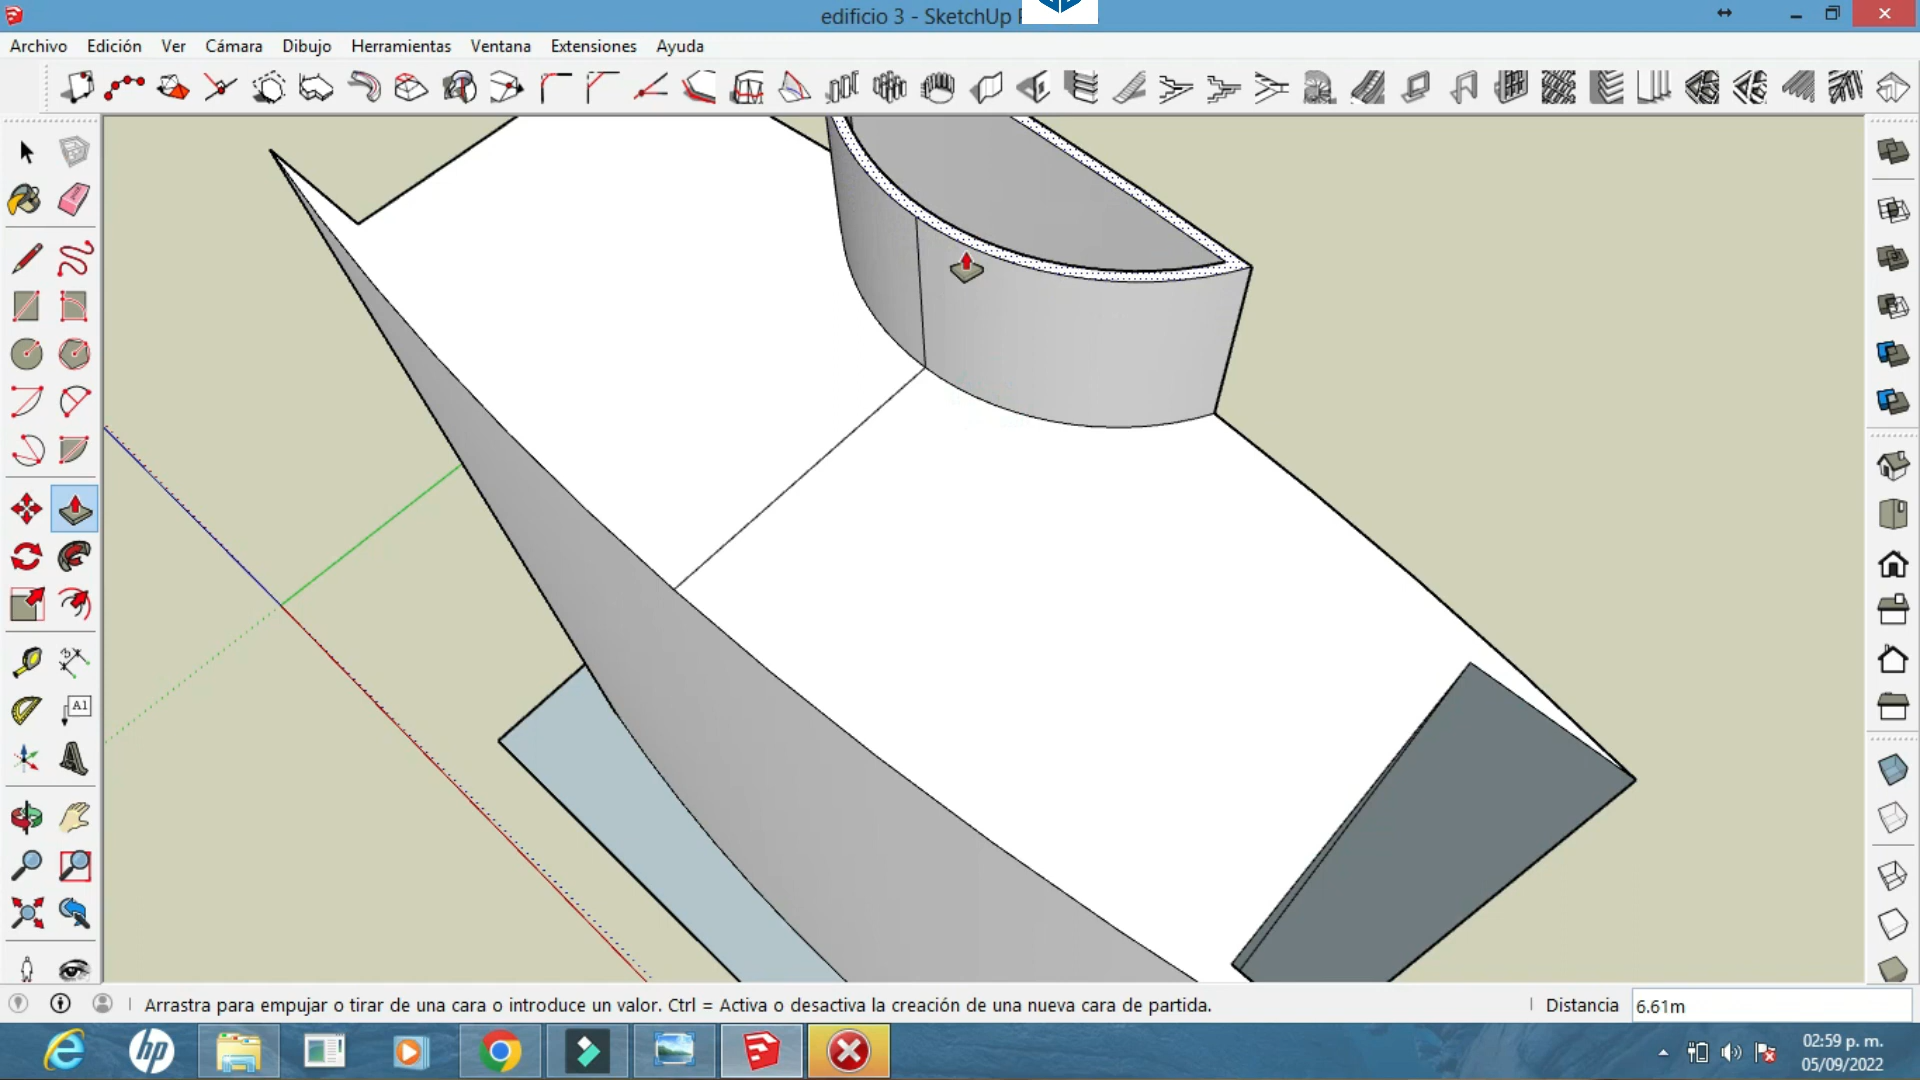 edificio 3 - SketchUp
Archivo Edición Ver Cámara Dibujo Herramientas Ventana Extensiones Ayuda
A1
Arrastra para empujar o tirar de una cara o introduce un valor. Ctrl = Activa o desactiva la creación de una nueva cara de partida.
Distancia 6.61m
hp
02:59 p. m.
05/09/2022